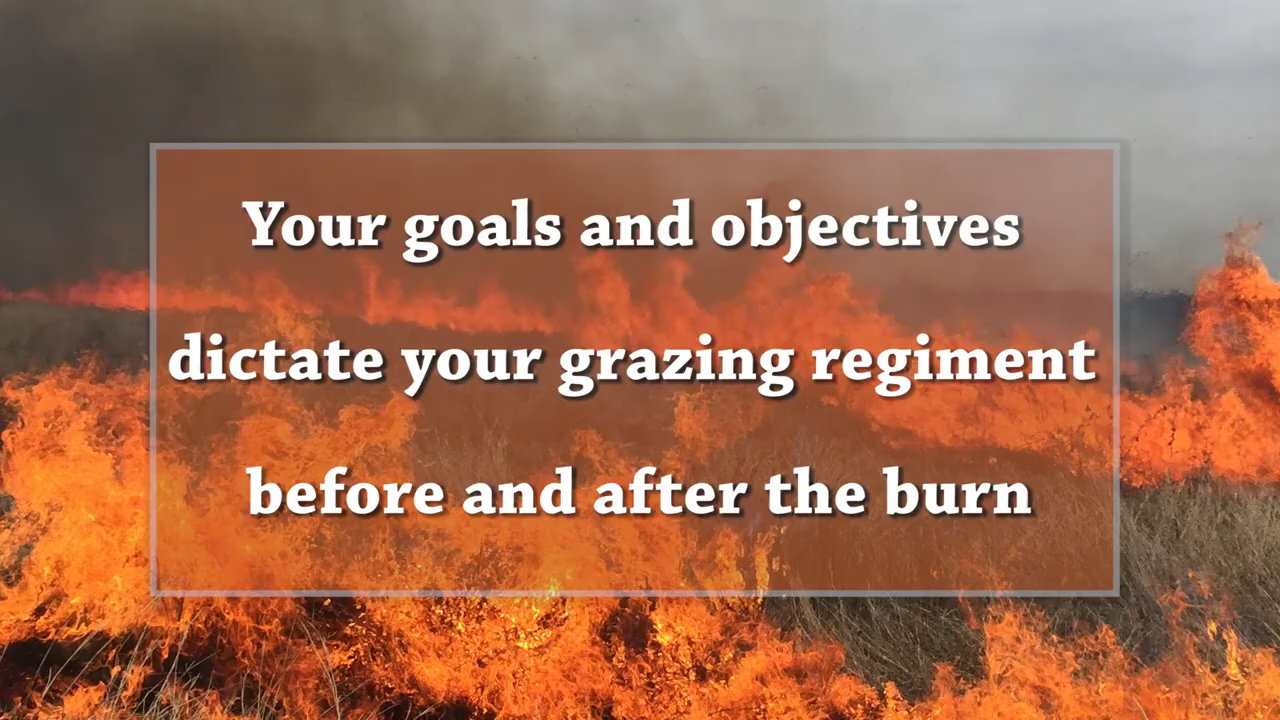 Your goals and objectives
dictate your grazing regiment
before and after the burn